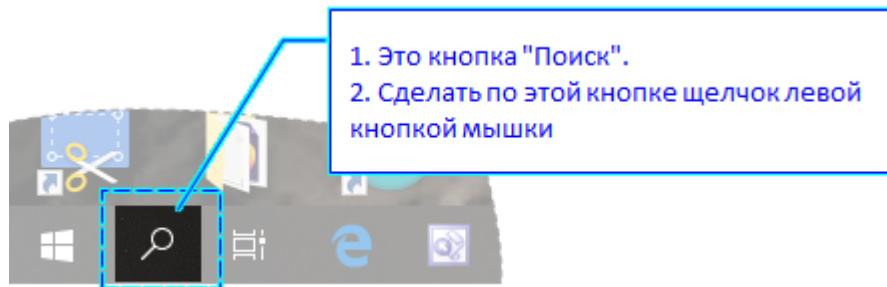 1. Это кнопка "Поиск".
2. Сделать по этой кнопке щелчок левой
кнопкой мышки